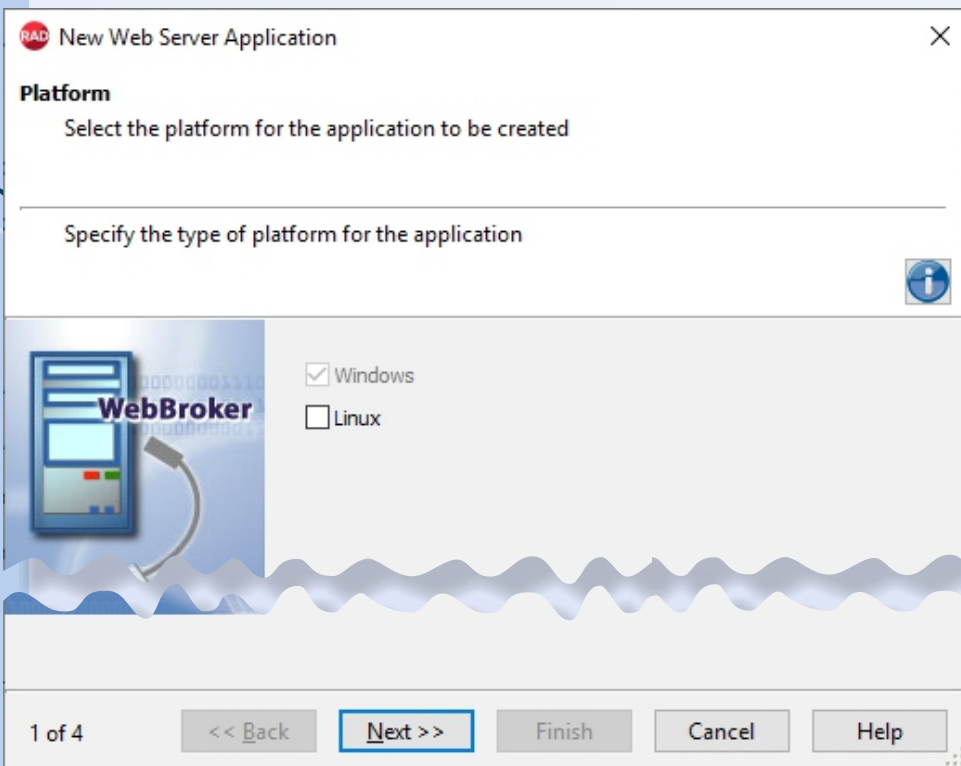 RAD New Web Server Application
Platform
Select the platform for the application to be created
Specify the type of platform for the application
Windows
WebBroker
Linux
1 of 4 << Back Next >> Finish Cancel Help